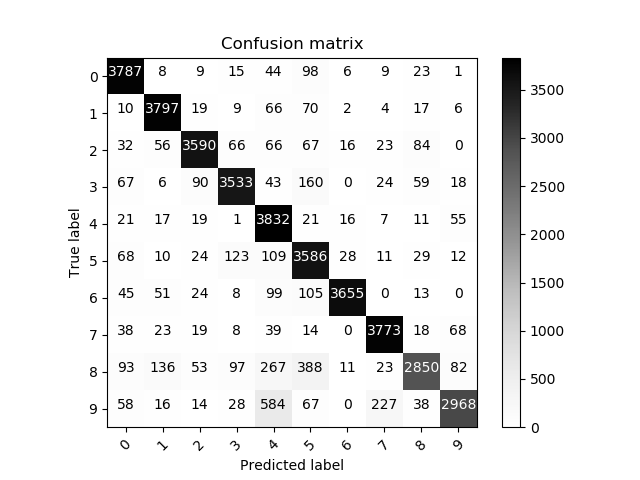 Confusion matrix
0 3787 8 9 15 44 98 6 9 23 1
1 10 3797 19 9 66 70 2 4 17 6
2 32 56 3590 66 66 67 16 23 84 0
3 67 6 90 3533 43 160 0 24 59 18
4 21 17 19 1 3832 21 16 7 11 55
5 68 10 24 123 109 3586 28 11 29 12
6 45 51 24 8 99 105 3655 0 13 0
7 38 23 19 8 39 14 0 3773 18 68
8 93 136 53 97 267 388 11 23 2850 82
9 58 16 14 28 584 67 0 227 38 2968
0 1 2 3 4 5 6 7 8 9
Predicted label
True label
3500
3000
2500
2000
1500
1000
500
0